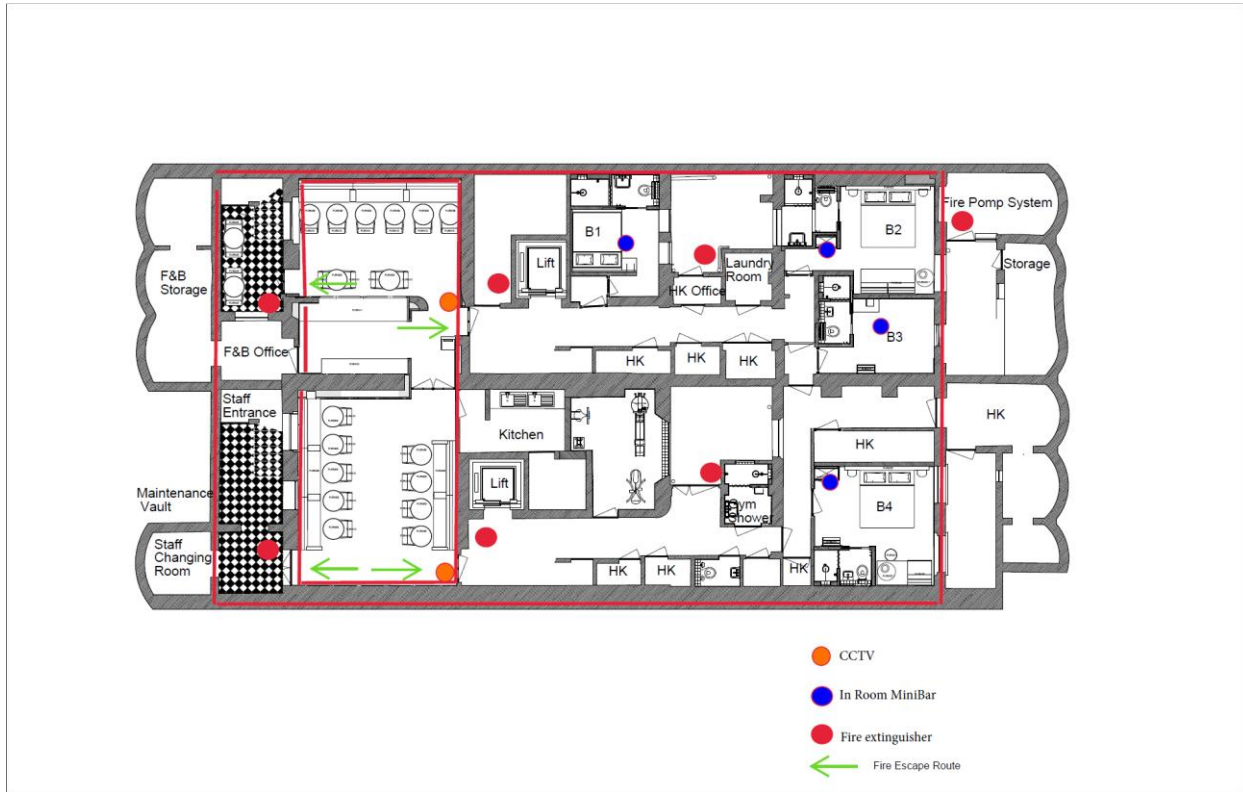 Fire Pomp System
B1
B2
F&B
Storage
Lift
Laundry
Room
Storage
HK Office
B3
F&B Office
HK
HK
HK
Staff
Entrance
HK
Kitchen
HK
Maintenance
Vault
Lift
Gym
Shower
B4
Staff
Changing
Room
HK
HK
HK
CCTV
In Room MiniBar
Fire extinguisher
Fire Escape Route